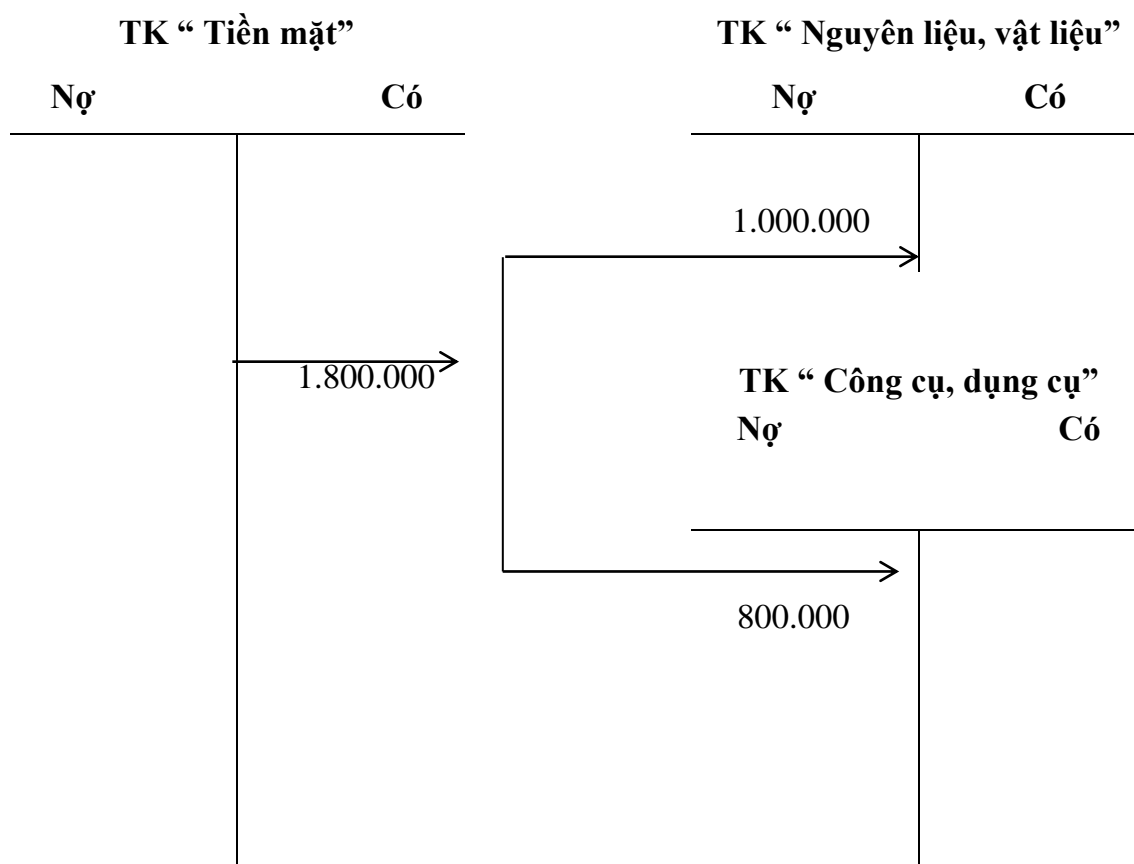 TK “ Tiền mặt”
Nợ Có
1.800.000
TK “ Nguyên liệu, vật liệu”
Nợ Có
1.000.000
TK “ Công cụ, dụng cụ”
Nợ Có
800.000